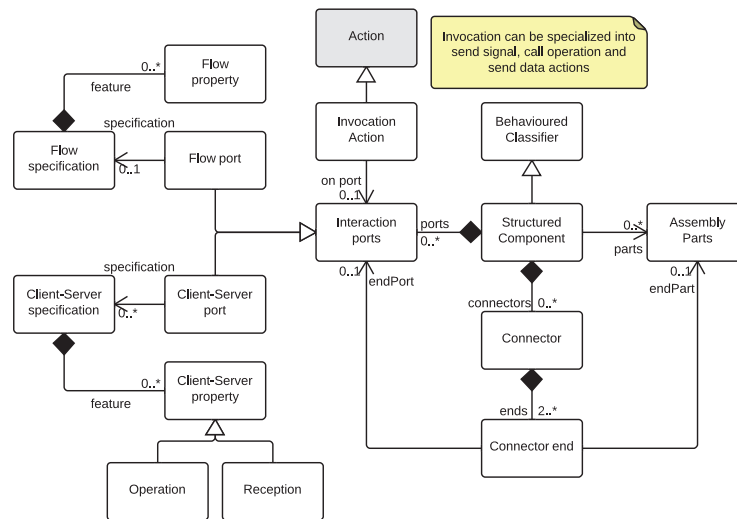 Action
Invocation can be specialized into
send signal, call operation and
send data actions
0..*
Flow
property
feature
specification
Invocation
Action
Behavioured
Classifier
Flow
specification
0..1
Flow port
on port
0..1
Interaction
ports
ports
0..*
Structured
Component
0..*
parts
Assembly
Parts
specification
0..1
endPort
0..1
endPart
Client-Server
specification
0..*
Client-Server
port
connectors
0..*
Connector
0..*
feature
Client-Server
property
ends
2..*
Connector end
Operation
Reception